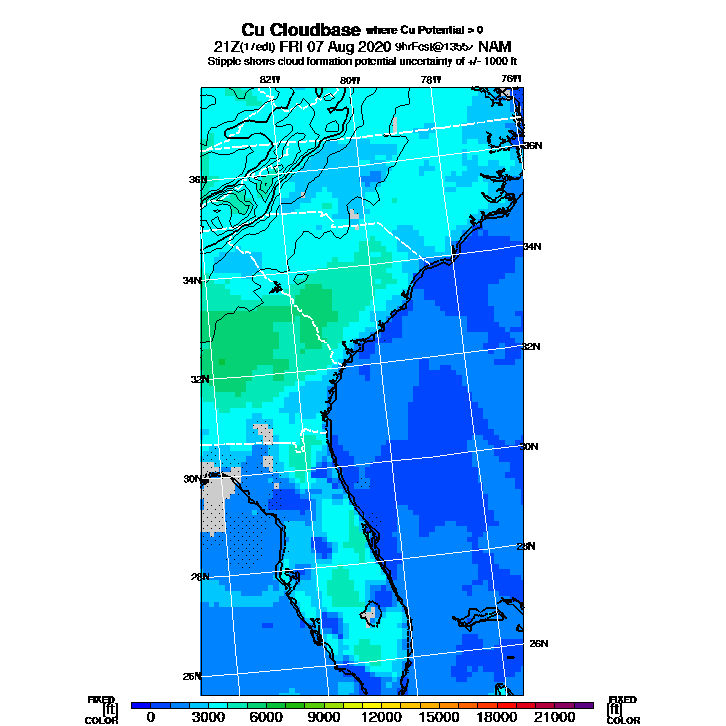 Cu Cloudbase where Cu Potential > 0
21Z(17edt) FRI 07 Aug 2020 9hrFcst@1355z NAM
Stipple shows cloud formation potential uncertainty of +/- 1000 ft
82W 80W 78W 76W
36N
36N
34N
34N
32N
32N
30N
30N
28N
28N
26N
26N
FIXED [ft] COLOR
0 3000 6000 9000 12000 15000 18000 21000
FIXED [ft] COLOR